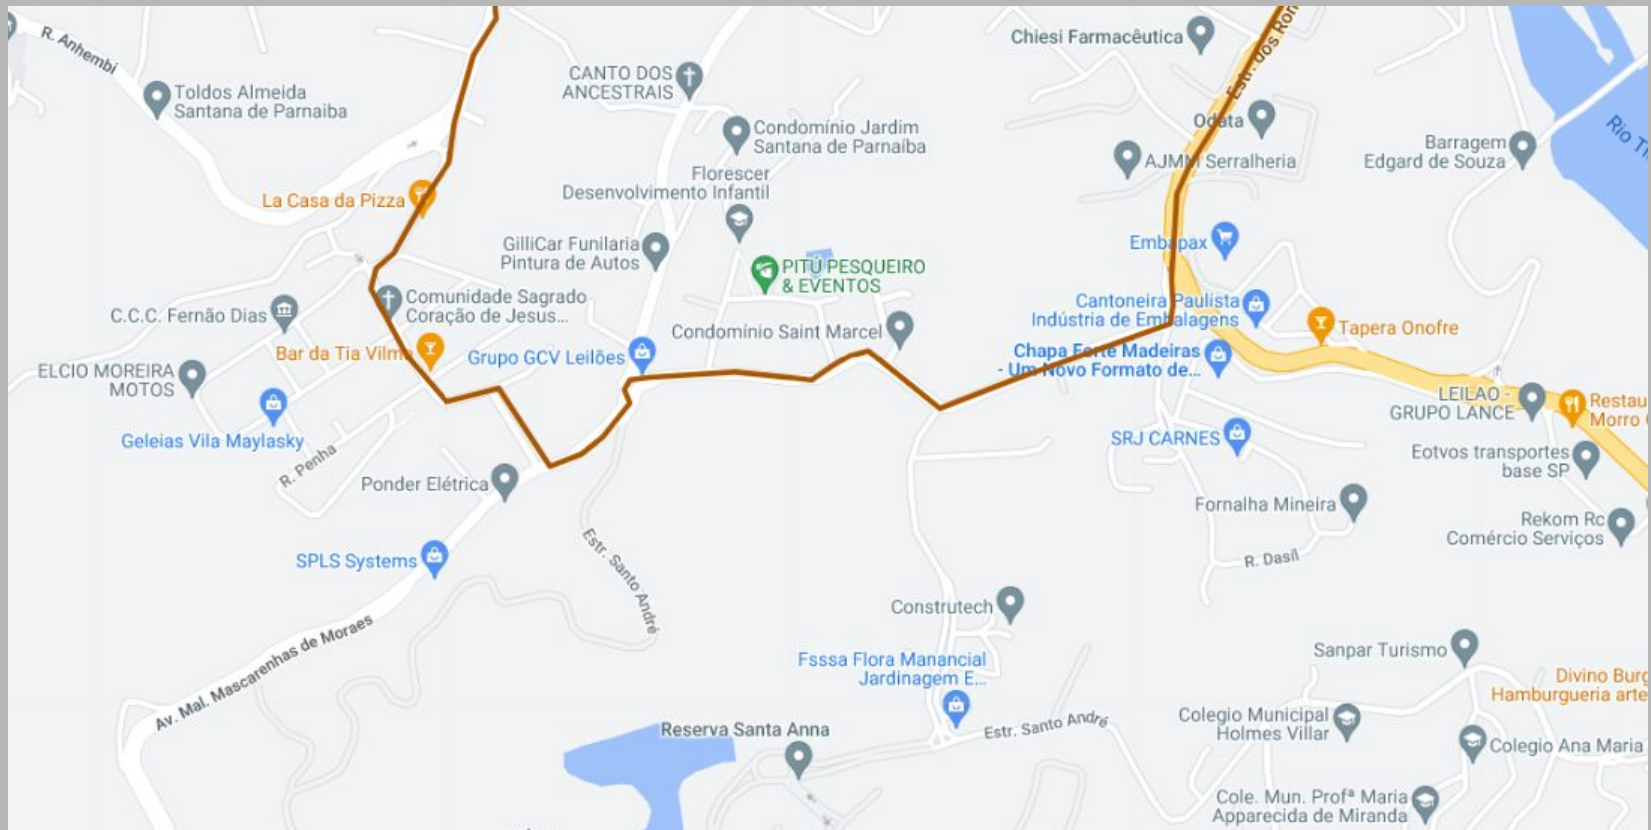 R. Anhembi
Toldos Almeida
Santana de Parnaiba
CANTO DOS
ANCESTRAIS
Chiesi Farmacêutica
Estr. dos
Odata
Condomínio Jardim
Santana de Parnaíba
AJMM Serralheria
Barragem
Edgard de Souza
Rio
La Casa da Pizza
Florescer
Desenvolvimento Infantil
GilliCar Funilaria
Pintura de Autos
Embapax
PITÚ PESQUEIRO
& EVENTOS
C.C.C. Fernão Dias
Comunidade Sagrado
Coração de Jesus...
Cantoneira Paulista
Indústria de Embalagens
Tapera Onofre
Condomínio Saint Marcel
Bar da Tia Vilma
Grupo GCV Leilões
Chapa Forte Madeiras
- Um Novo Formato de...
ELCIO MOREIRA
MOTOS
LEILAO -
GRUPO LANCE
Restau
Morro
Geleias Vila Maylasky
SRJ CARNES
R. Penha
Eotvos transportes
base SP
Ponder Elétrica
Fornalha Mineira
Rekom Rc
Comércio Serviços
SPLS Systems
Estr. Santo André
R. Dasíl
Construtech
Av. Mal. Mascarenhas de Moraes
Fsssa Flora Manancial
Jardinagem E...
Sanpar Turismo
Divino Burg
Hamburgueria arte
Reserva Santa Anna
Estr. Santo André
Colegio Municipal
Holmes Villar
Colegio Ana Maria
Cole. Mun. Profª Maria
Apparecida de Miranda